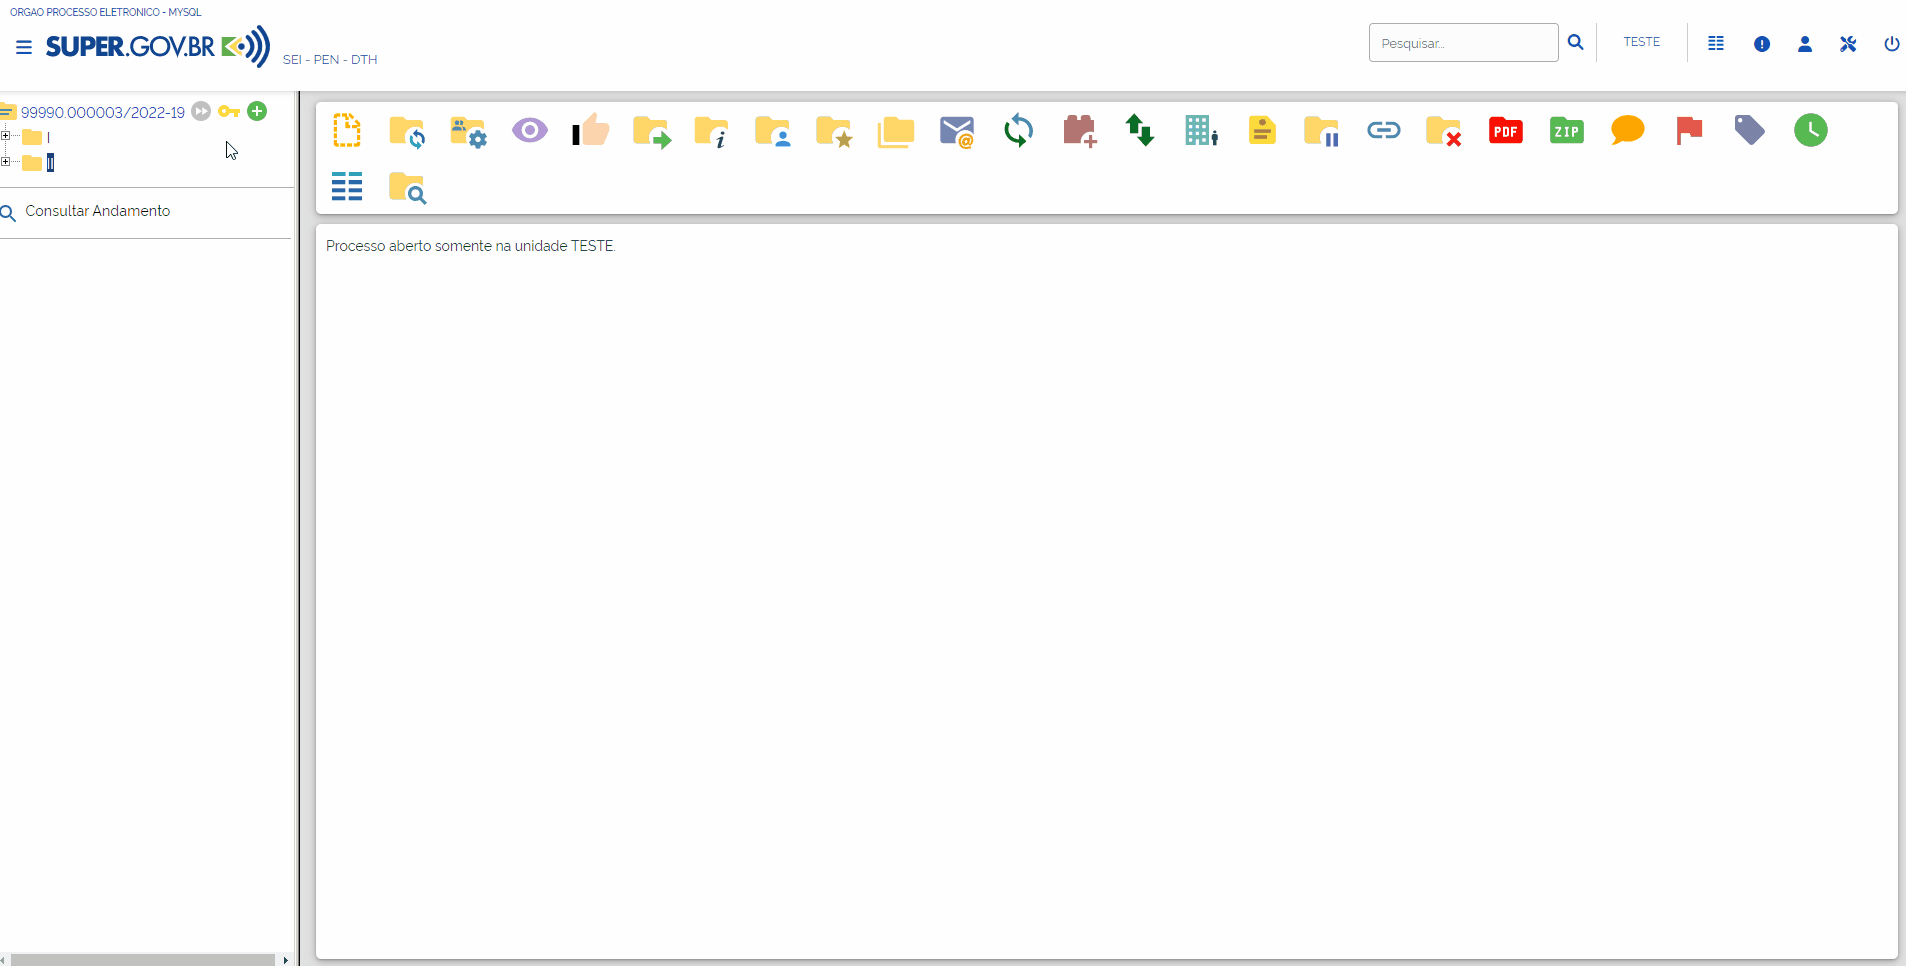 ORGAO PROCESSO ELETRONICO - MYSQL
SUPER.GOV.BR
SEI - PEN - DTH
Pesquisar...
TESTE
99990.000003/2022-19
I
II
Consultar Andamento
i
@
PDF
ZIP
Processo aberto somente na unidade TESTE.